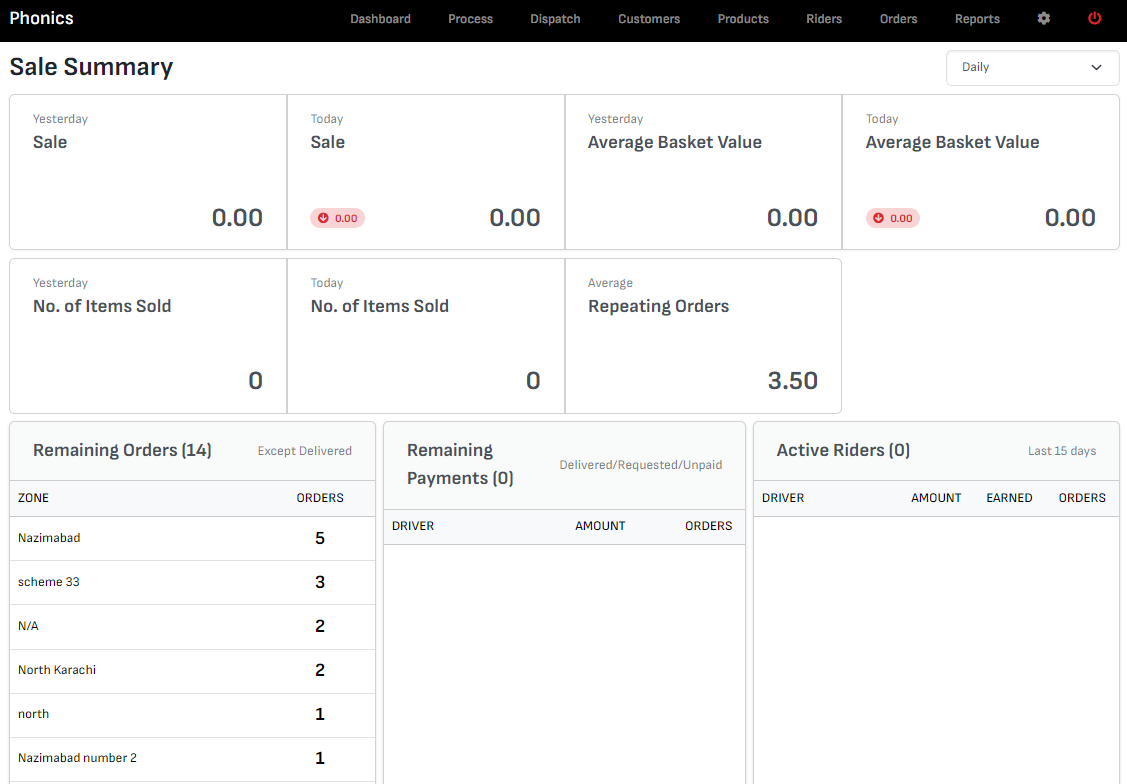 Phonics Dashboard Process Dispatch Customers Products Riders Orders Reports
Sale Summary
Daily
Yesterday
Sale
0.00
Today
Sale
0.00
0.00
Yesterday
Average Basket Value
0.00
Today
Average Basket Value
0.00
0.00
Yesterday
No. of Items Sold
0
Today
No. of Items Sold
0
Average
Repeating Orders
3.50
Remaining Orders (14) Except Delivered
ZONE ORDERS
Nazimabad 5
scheme 33 3
N/A 2
North Karachi 2
north 1
Nazimabad number 2 1
Remaining
Payments (0)
Delivered/Requested/Unpaid
DRIVER AMOUNT ORDERS
Active Riders (0) Last 15 days
DRIVER AMOUNT EARNED ORDERS